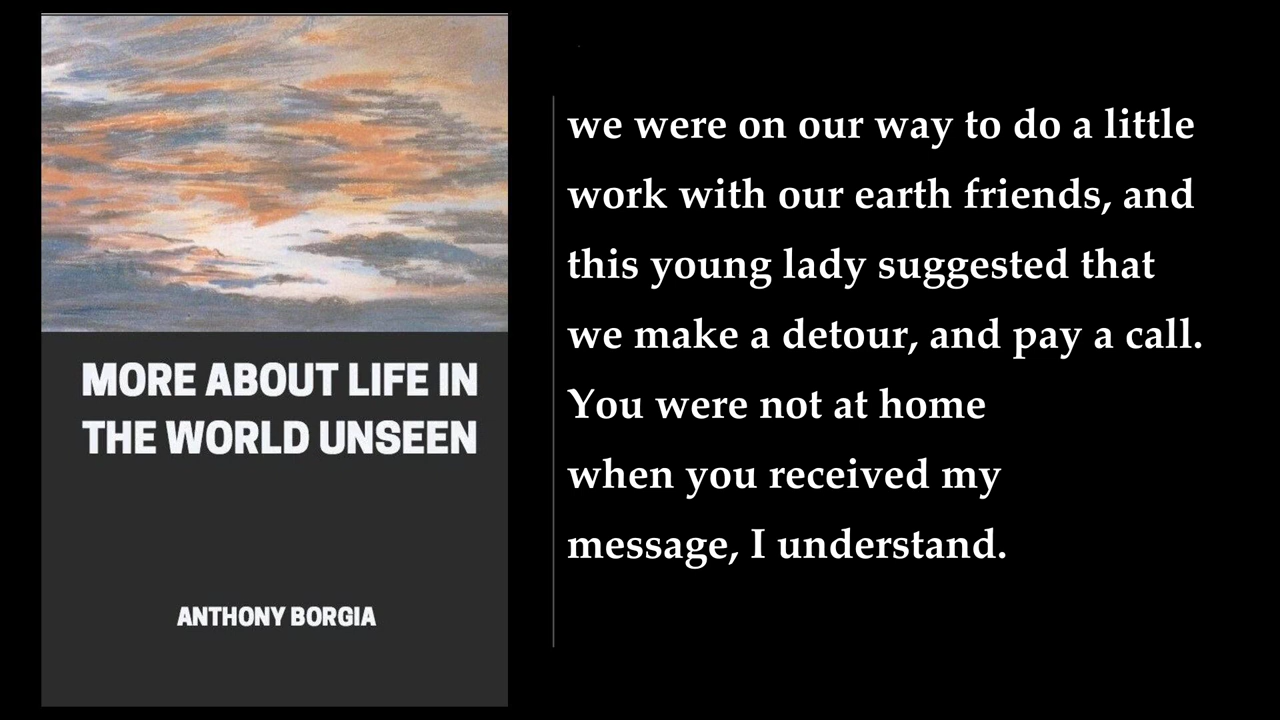 MORE ABOUT LIFE IN
THE WORLD UNSEEN
ANTHONY BORGIA
we were on our way to do a little
work with our earth friends, and
this young lady suggested that
we make a detour, and pay a call.
You were not at home
when you received my
message, I understand.